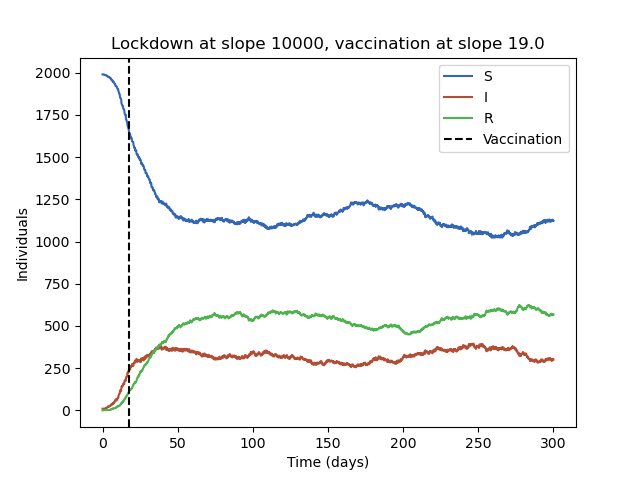 Lockdown at slope 10000, vaccination at slope 19.0
S
I
R
Vaccination
Individuals
2000
1750
1500
1250
1000
750
500
250
0
0 50 100 150 200 250 300
Time (days)